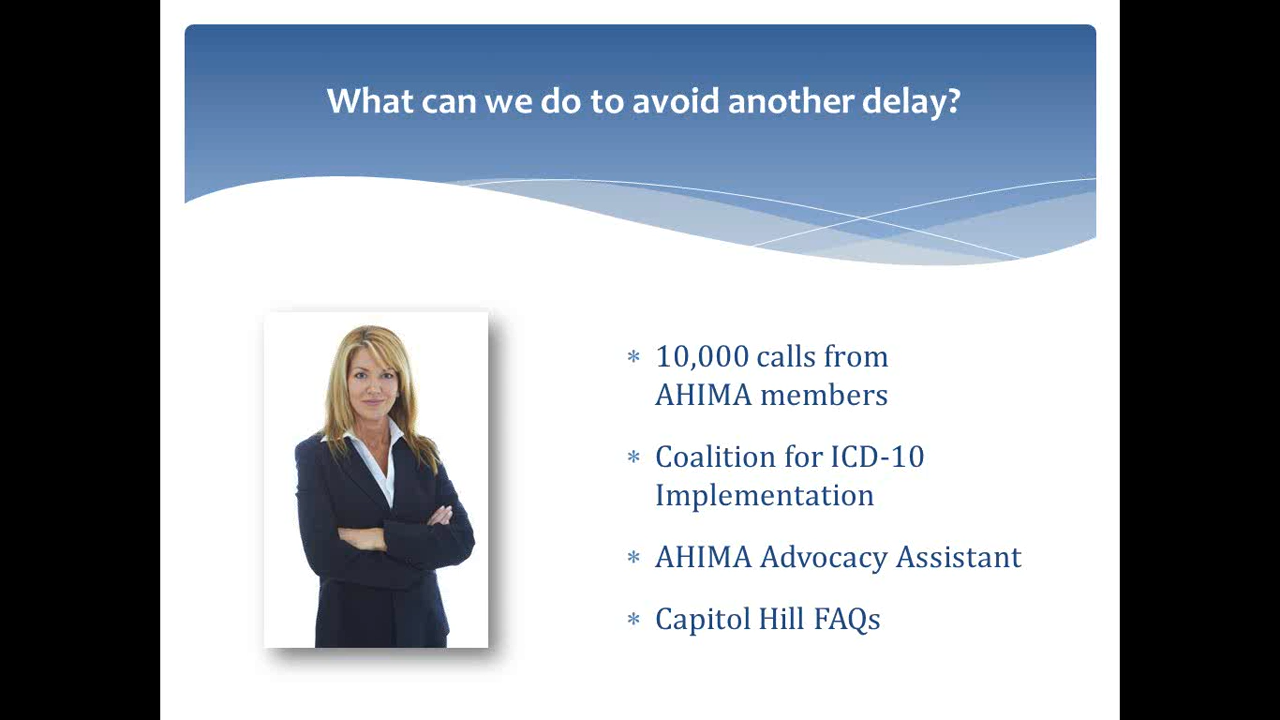 What can we do to avoid another delay?
* 10,000 calls from
AHIMA members
* Coalition for ICD-10
Implementation
* AHIMA Advocacy Assistant
* Capitol Hill FAQs